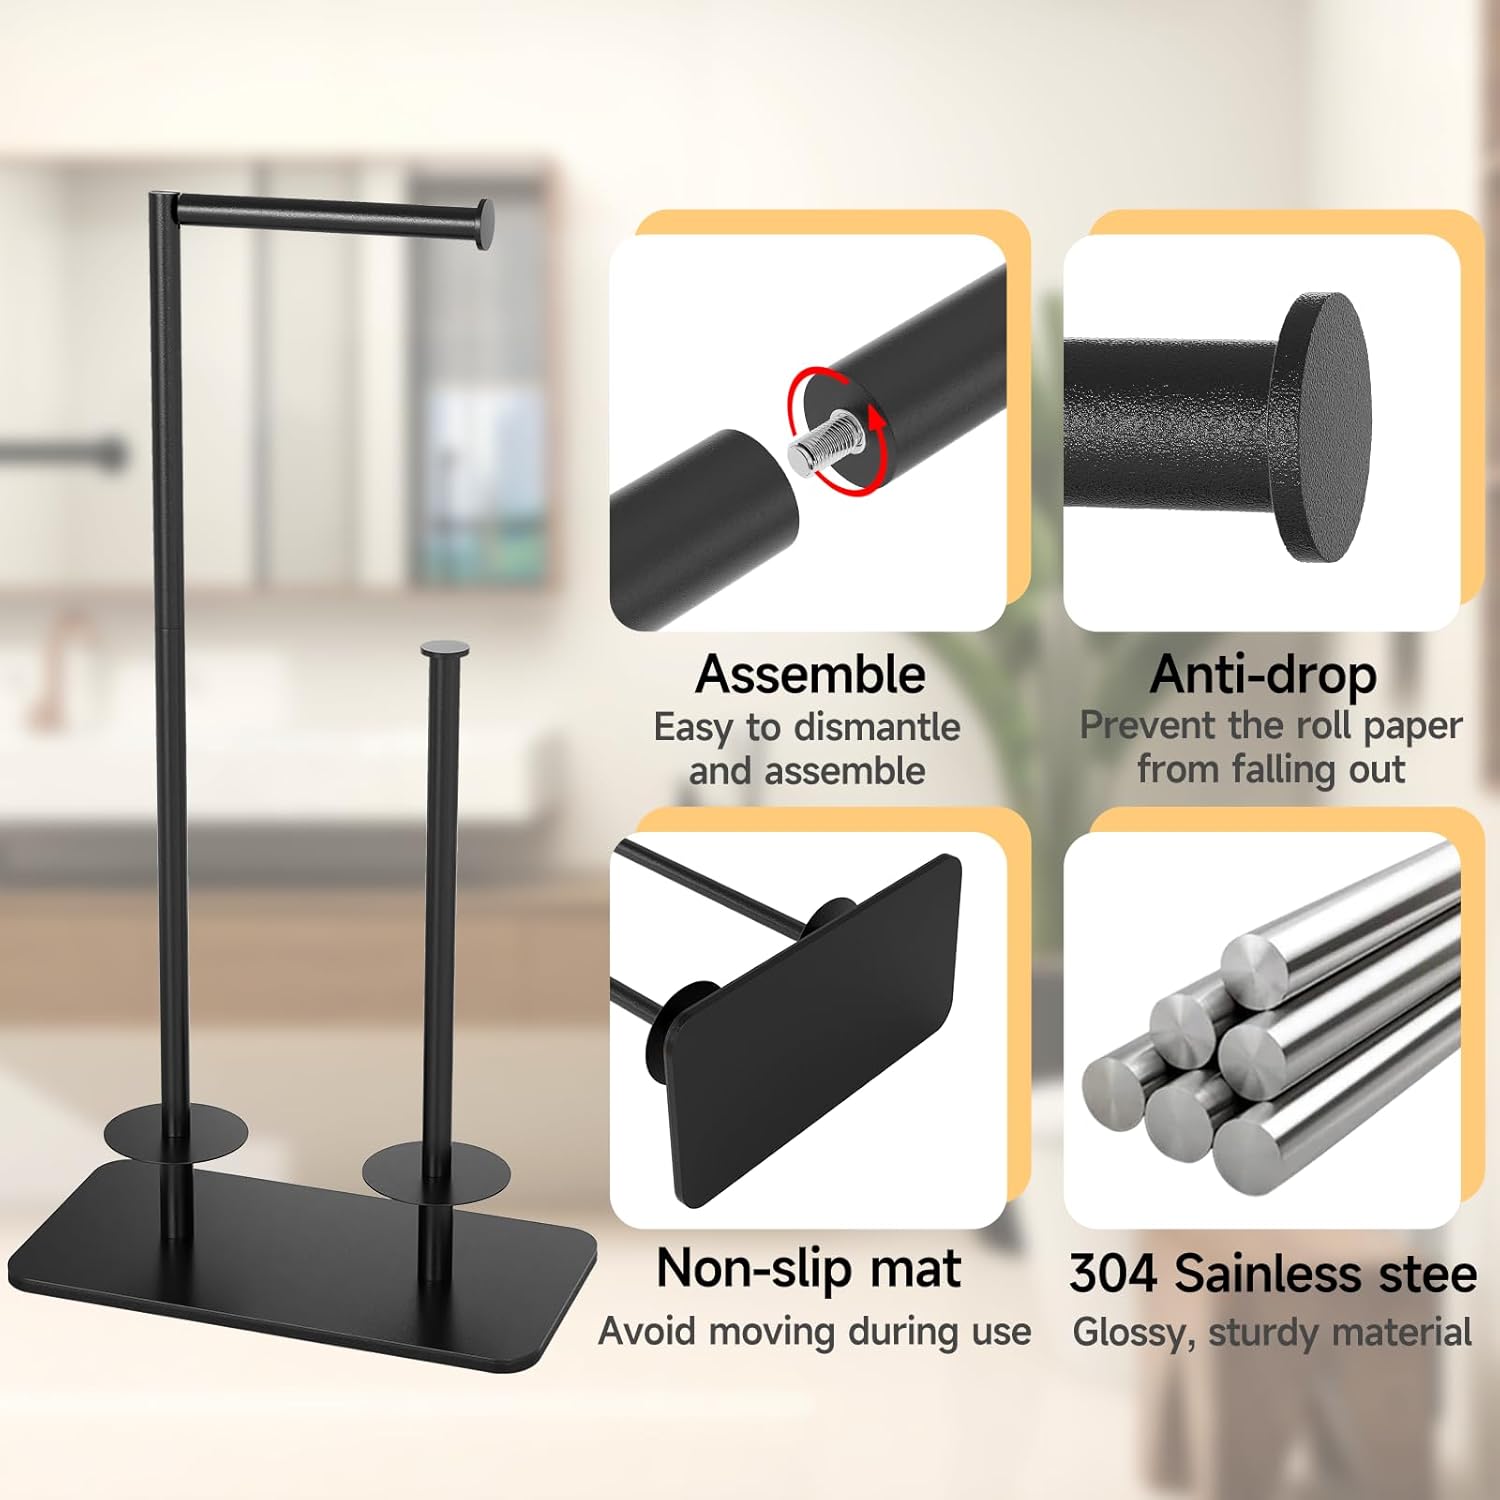 Assemble
Easy to dismantle
and assemble
Anti-drop
Prevent the roll paper
from falling out
Non-slip mat
Avoid moving during use
304 Sainless stee
Glossy, sturdy material